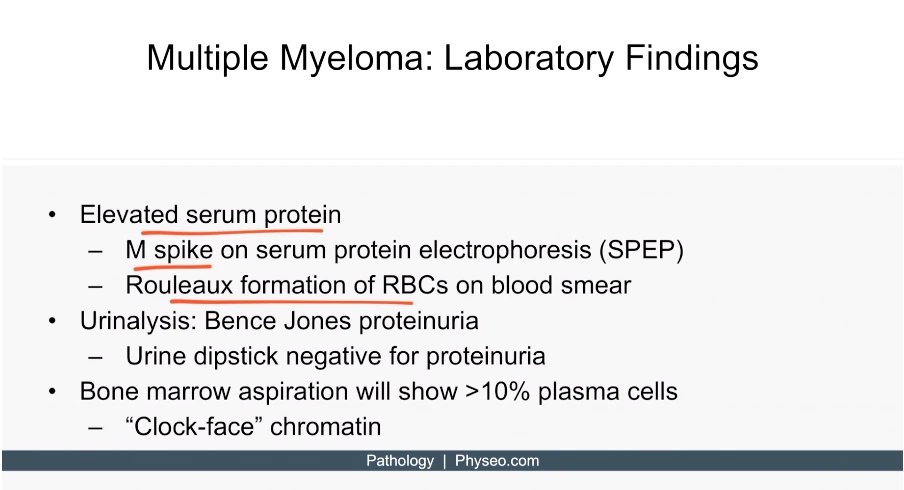 Multiple Myeloma: Laboratory Findings
• Elevated serum protein
– M spike on serum protein electrophoresis (SPEP)
– Rouleaux formation of RBCs on blood smear
• Urinalysis: Bence Jones proteinuria
– Urine dipstick negative for proteinuria
• Bone marrow aspiration will show >10% plasma cells
– “Clock-face” chromatin
Pathology | Physeo.com